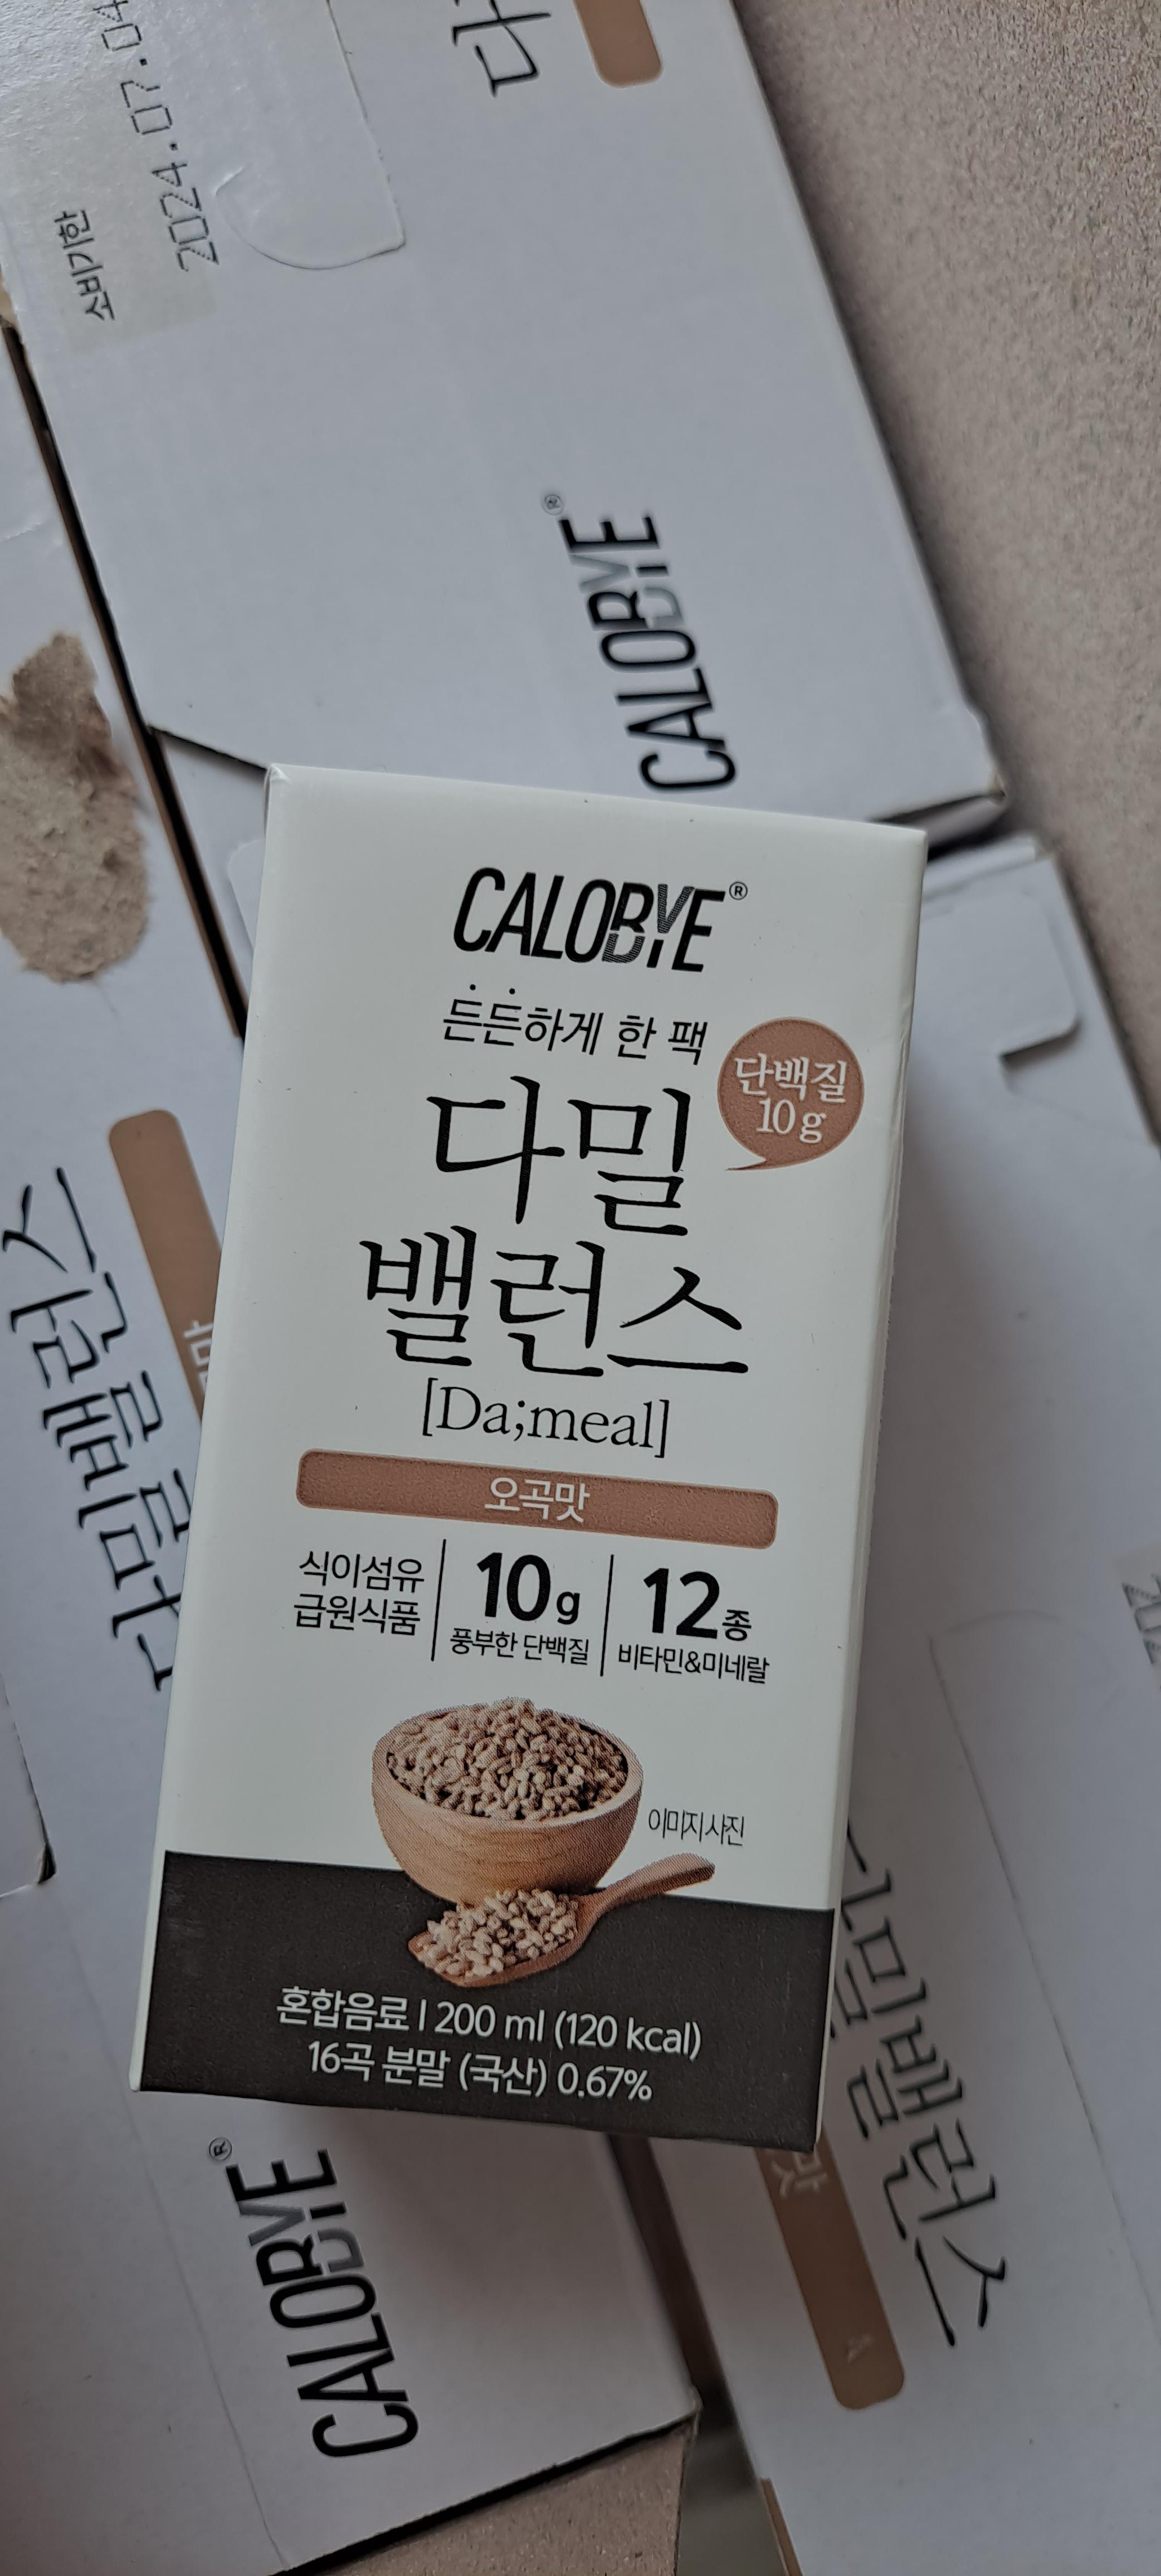 소비기한
2024.07.04
다
CALOBYE®
CALOBYE®
든든하게 한 팩
단백질
10g
다밀
밸런스
[Da;meal]
오곡맛
식이섬유
급원식품
10g
풍부한 단백질
12종
비타민&미네랄
이미지사진
혼합음료 | 200 ml (120 kcal)
16곡 분말 (국산) 0.67%
다밀밸런스
밀밸런스
맛
CALOBYE®